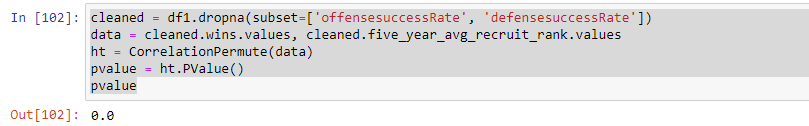 In [102]: cleaned = df1.dropna(subset=['offensesuccessRate', 'defensesuccessRate'])
data = cleaned.wins.values, cleaned.five_year_avg_recruit_rank.values
ht = CorrelationPermute(data)
pvalue = ht.PValue()
pvalue
Out[102]: 0.0